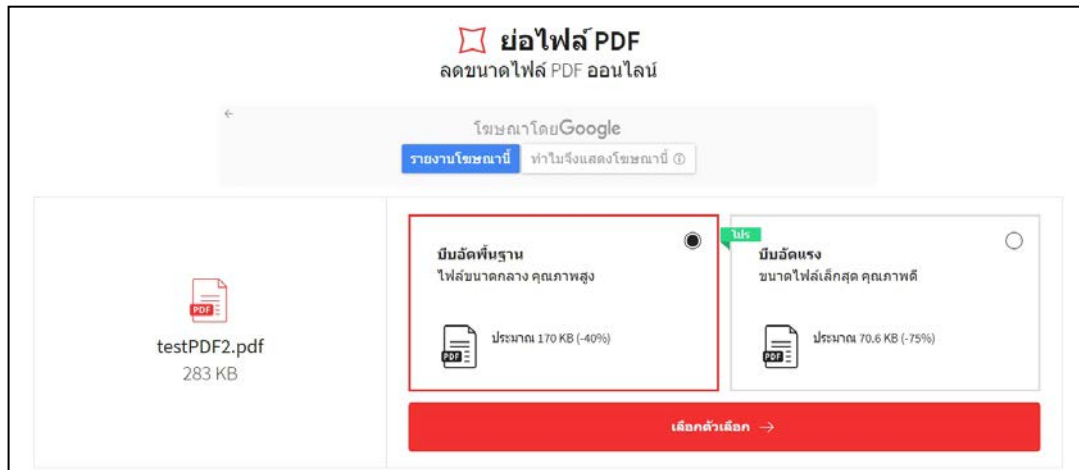 ย่อไฟล์ PDF
ลดขนาดไฟล์ PDF ออนไลน์
โฆษณาโดย Google
รายงานโฆษณานี้
ทำไมจึงแสดงโฆษณานี้
โปร
บีบอัดพื้นฐาน
ไฟล์ขนาดกลาง คุณภาพสูง
PDF
ประมาณ 170 KB (-40%)
บีบอัดแรง
ขนาดไฟล์เล็กสุด คุณภาพดี
PDF
ประมาณ 70.6 KB (-75%)
PDF
testPDF2.pdf
283 KB
เลือกตัวเลือก →